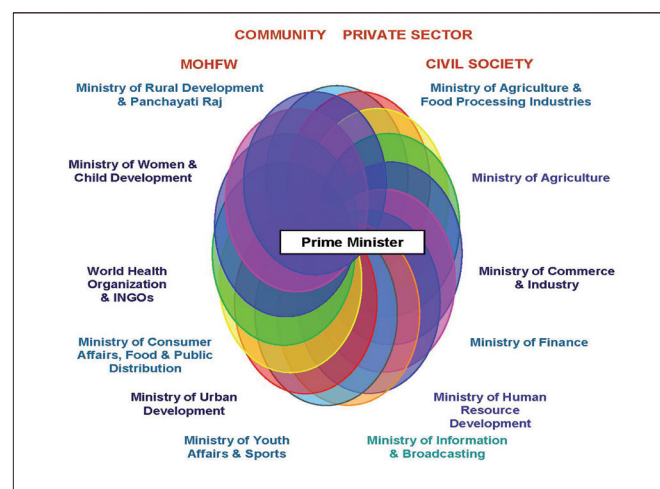 COMMUNITY PRIVATE SECTOR
MOHFW
CIVIL SOCIETY
Ministry of Rural Development
& Panchayati Raj
Ministry of Agriculture &
Food Processing Industries
Ministry of Women &
Child Development
Ministry of Agriculture
Prime Minister
World Health
Organization
& INGOs
Ministry of Commerce
& Industry
Ministry of Consumer
Affairs, Food & Public
Distribution
Ministry of Finance
Ministry of Urban
Development
Ministry of Human
Resource
Development
Ministry of Youth
Affairs & Sports
Ministry of Information
& Broadcasting